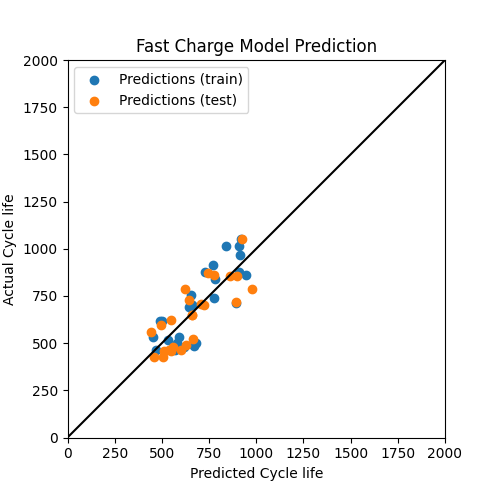 Fast Charge Model Prediction
Predictions (train)
Predictions (test)
2000
1750
1500
1250
1000
750
500
250
0
Actual Cycle life
0 250 500 750 1000 1250 1500 1750 2000
Predicted Cycle life